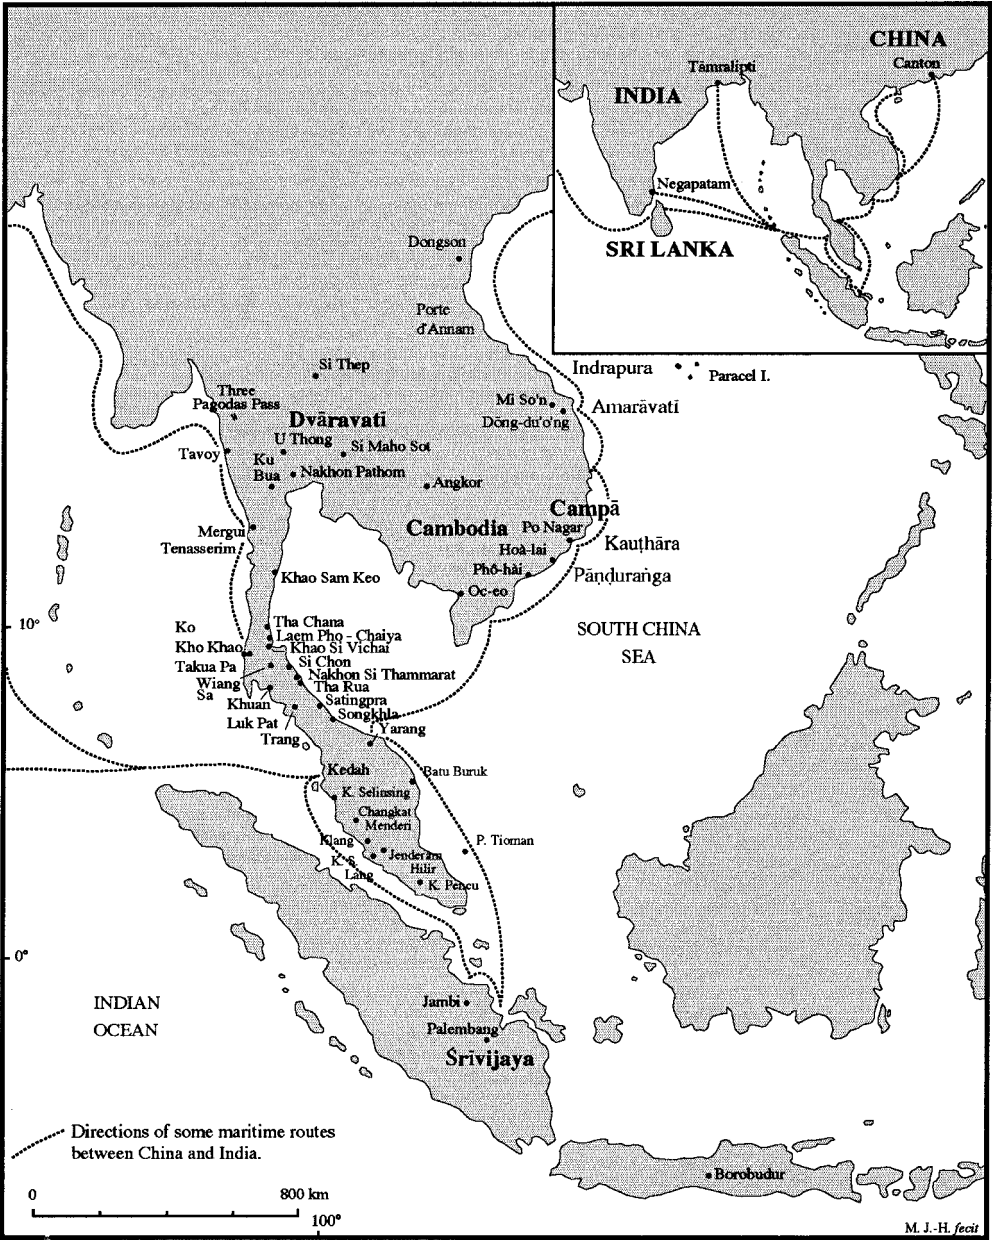 CHINA
Canton
Tāmralipti
INDIA
Negapatam
SRI LANKA
Dongson
Porte
d'Annam
Indrapura
Paracel I.
Si Thep
Three
Pagodas Pass
Mi So'n
Amarāvatī
Dōng-du'o'ng
Dvāravatī
U Thong
Si Maho Sot
Tavoy
Ku
Bua
Nakhon Pathom
Angkor
Campā
Cambodia
Po Nagar
Mergui
Tenasserim
Hoà-lai
Kauṭhāra
Phō-hài
Pāṇḍuraṅga
Khao Sam Keo
Oc-eo
10°
Ko
Kho Khao
Tha Chana
Laem Pho - Chaiya
Khao Si Vichai
SOUTH CHINA
SEA
Takua Pa
Si Chon
Wiang
Sa
Nakhon Si Thammarat
Tha Rua
Khuan
Luk Pat
Satingpra
Songkhla
Trang
Yarang
Kedah
Batu Buruk
K. Selinsing
Changkat
Menderi
Klang
P. Tioman
Jenderam
Hilir
K. S.
Lang
K. Pencu
0°
INDIAN
OCEAN
Jambi
Palembang
Śrīvijaya
Directions of some maritime routes
between China and India.
Borobudur
0
800 km
100°
M. J.-H. fecit